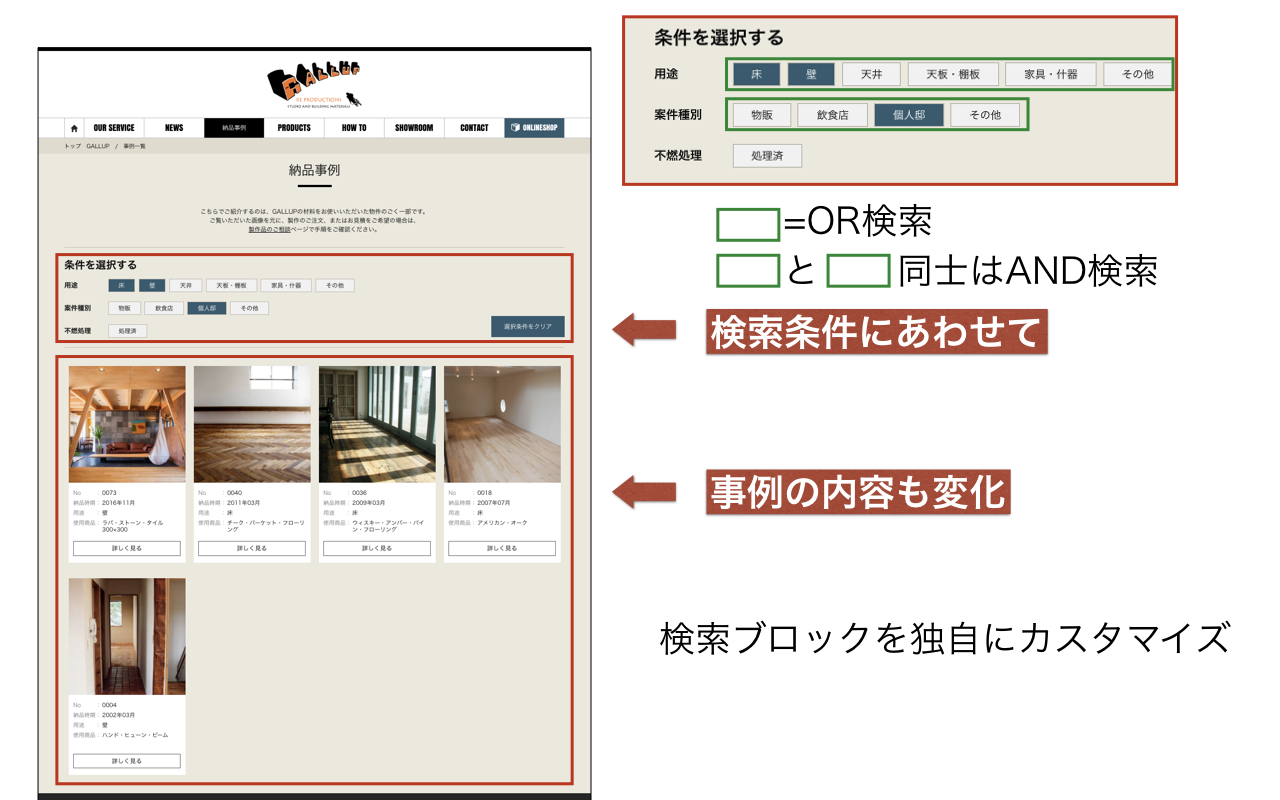 GALLUP
RE PRODUCTION!
STUDIO AND BUILDING MATERIALS
OUR SERVICE NEWS 納品事例 PRODUCTS HOW TO SHOWROOM CONTACT ONLINESHOP
トップ GALLUP / 事例一覧
納品事例
こちらでご紹介するのは、GALLUPの材料をお使いいただいた物件のごく一部です。
ご覧いただいた画像を元に、製作のご注文、またはお見積をご希望の場合は、
製作品のご相談ページで手順をご確認ください。
条件を選択する
用途 床 壁 天井 天板・棚板 家具・什器 その他
案件種別 物販 飲食店 個人邸 その他
不燃処理 処理済
選択条件をクリア
No : 0073
納品時期 : 2016年11月
用途 : 壁
使用商品 : ラバ・ストーン・タイル
300×300
詳しく見る
No : 0040
納品時期 : 2011年03月
用途 : 床
使用商品 : チーク・パーケット・フローリ
ング
詳しく見る
No : 0036
納品時期 : 2009年03月
用途 : 床
使用商品 : ウィスキー・アンバー・パイ
ン・フローリング
詳しく見る
No : 0018
納品時期 : 2007年07月
用途 : 床
使用商品 : アメリカン・オーク
詳しく見る
No : 0004
納品時期 : 2002年03月
用途 : 壁
使用商品 : ハンド・ヒューン・ビーム
詳しく見る
条件を選択する
用途 床 壁 天井 天板・棚板 家具・什器 その他
案件種別 物販 飲食店 個人邸 その他
不燃処理 処理済
=OR検索
と 同士はAND検索
検索条件にあわせて
事例の内容も変化
検索ブロックを独自にカスタマイズ